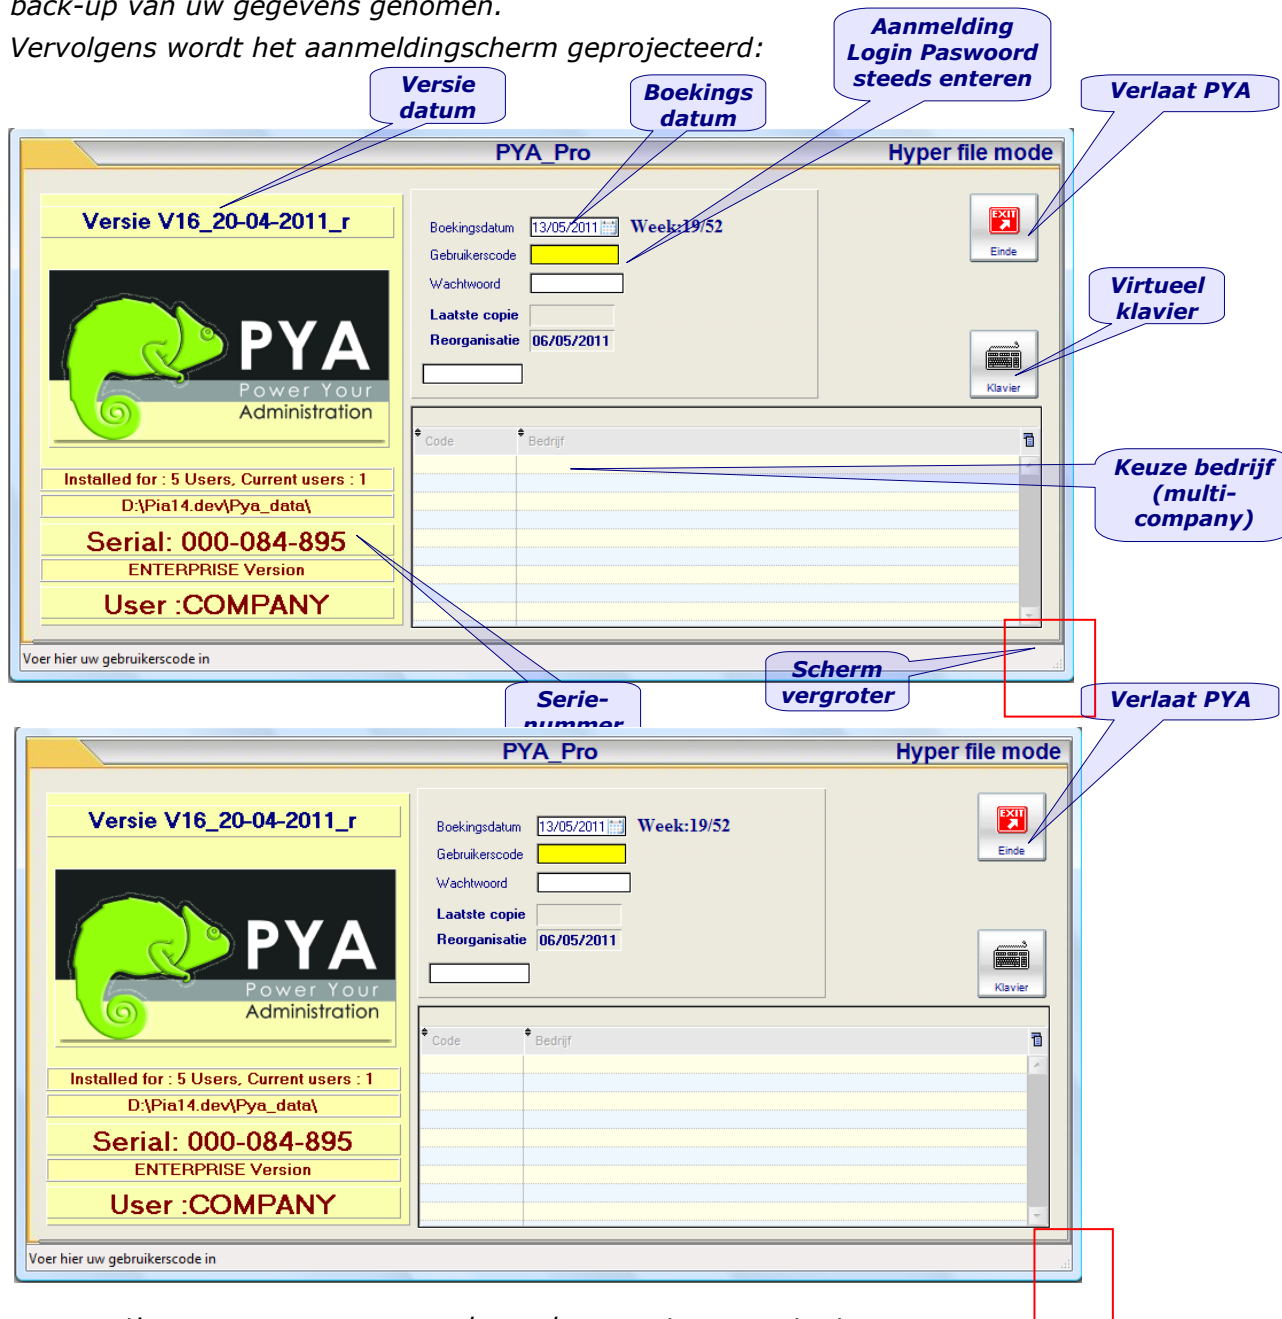 back-up van uw gegevens genomen.
Vervolgens wordt het aanmeldingscherm geprojecteerd:
Aanmelding
Login Paswoord
steeds enteren
Versie
datum
Boekings
datum
Verlaat PYA
PYA_Pro
Hyper file mode
Versie V16_20-04-2011_r
Boekingsdatum 13/05/2011 Week:19/52
Gebruikerscode
Wachtwoord
Laatste copie
Reorganisatie 06/05/2011
EXIT
Einde
Virtueel
klavier
Klavier
PYA
Power Your
Administration
Code Bedrijf
Keuze bedrijf
(multi-
company)
Installed for : 5 Users, Current users : 1
D:\Pia14.dev\Pya_data\
Serial: 000-084-895
ENTERPRISE Version
User :COMPANY
Voer hier uw gebruikerscode in
Scherm
vergroter
Serie-
nummer
Verlaat PYA
PYA_Pro
Hyper file mode
Versie V16_20-04-2011_r
Boekingsdatum 13/05/2011 Week:19/52
Gebruikerscode
Wachtwoord
Laatste copie
Reorganisatie 06/05/2011
EXIT
Einde
Klavier
PYA
Power Your
Administration
Code Bedrijf
Installed for : 5 Users, Current users : 1
D:\Pia14.dev\Pya_data\
Serial: 000-084-895
ENTERPRISE Version
User :COMPANY
Voer hier uw gebruikerscode in